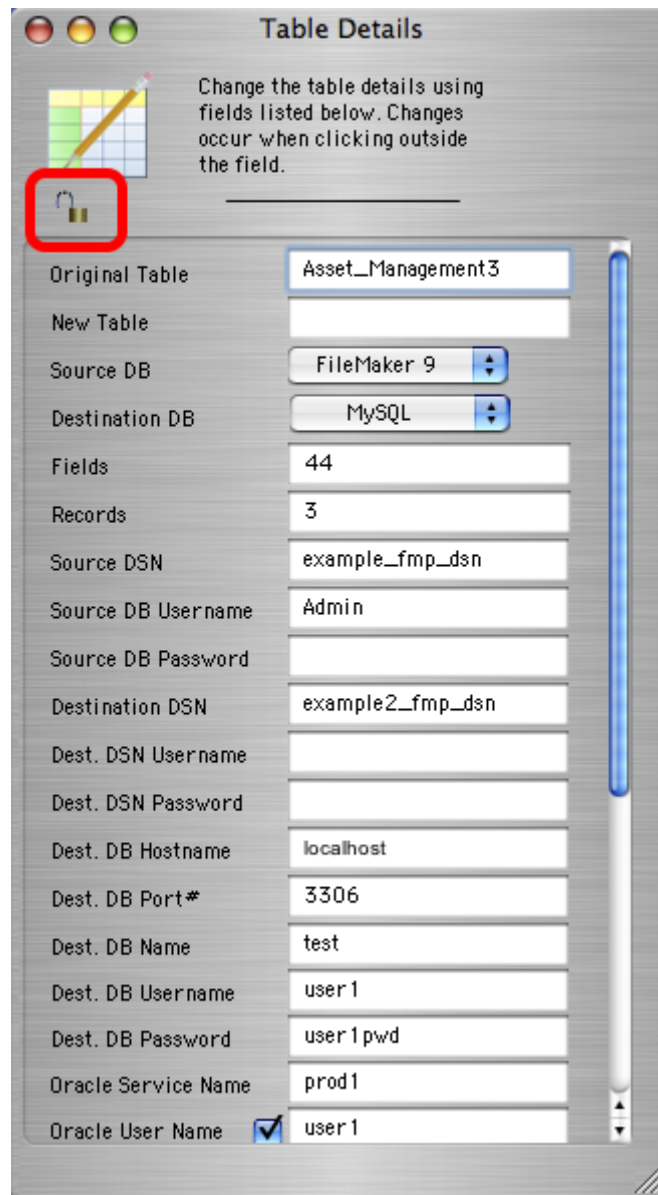 Table Details
Change the table details using
fields listed below. Changes
occur when clicking outside
the field.
Original Table Asset_Management3
New Table
Source DB FileMaker 9
Destination DB MySQL
Fields 44
Records 3
Source DSN example_fmp_dsn
Source DB Username Admin
Source DB Password
Destination DSN example2_fmp_dsn
Dest. DSN Username
Dest. DSN Password
Dest. DB Hostname localhost
Dest. DB Port# 3306
Dest. DB Name test
Dest. DB Username user1
Dest. DB Password user1pwd
Oracle Service Name prod1
Oracle User Name user1